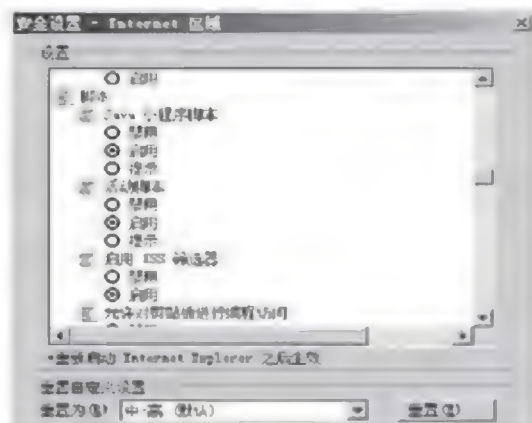 安全设置 - Internet 区域
设置
启用
脚本
Java 小程序脚本
禁用
启用
提示
活动脚本
禁用
启用
提示
启用 XSS 筛选器
禁用
启用
允许对剪贴板进行编程访问
*重新启动 Internet Explorer 之后生效
重置自定义设置
重置为(R) 中-高 (默认)
重置(E)